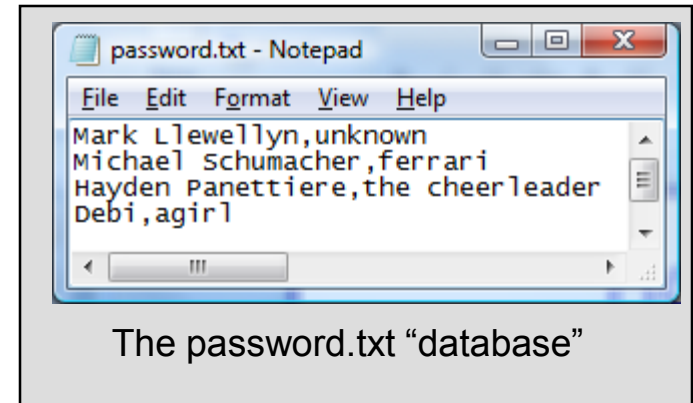 password.txt - Notepad
File Edit Format View Help
Mark Llewellyn,unknown
Michael Schumacher,ferrari
Hayden Panettiere,the cheerleader
Debi,agirl
The password.txt “database”